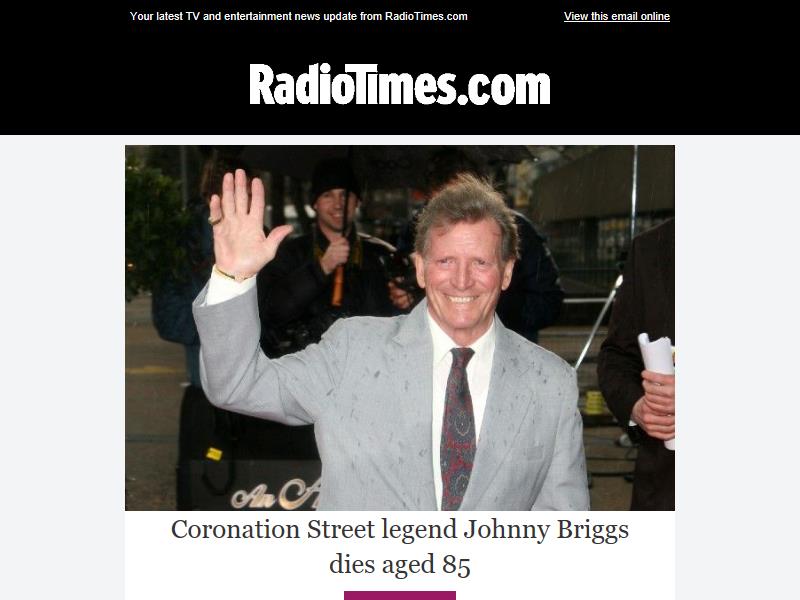 Your latest TV and entertainment news update from RadioTimes.com
View this email online
RadioTimes.com
An A
Coronation Street legend Johnny Briggs
dies aged 85